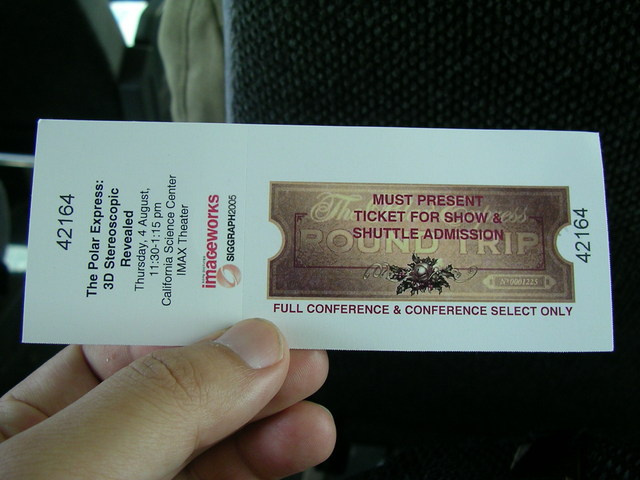 42164
The Polar Express:
3D Stereoscopic
Revealed
Thursday, 4 August,
11:30-1:15 pm
California Science Center
IMAX Theater
imageworks
SIGGRAPH2005
MUST PRESENT
TICKET FOR SHOW &
SHUTTLE ADMISSION
ROUND TRIP
Nº0001225
FULL CONFERENCE & CONFERENCE SELECT ONLY
42164